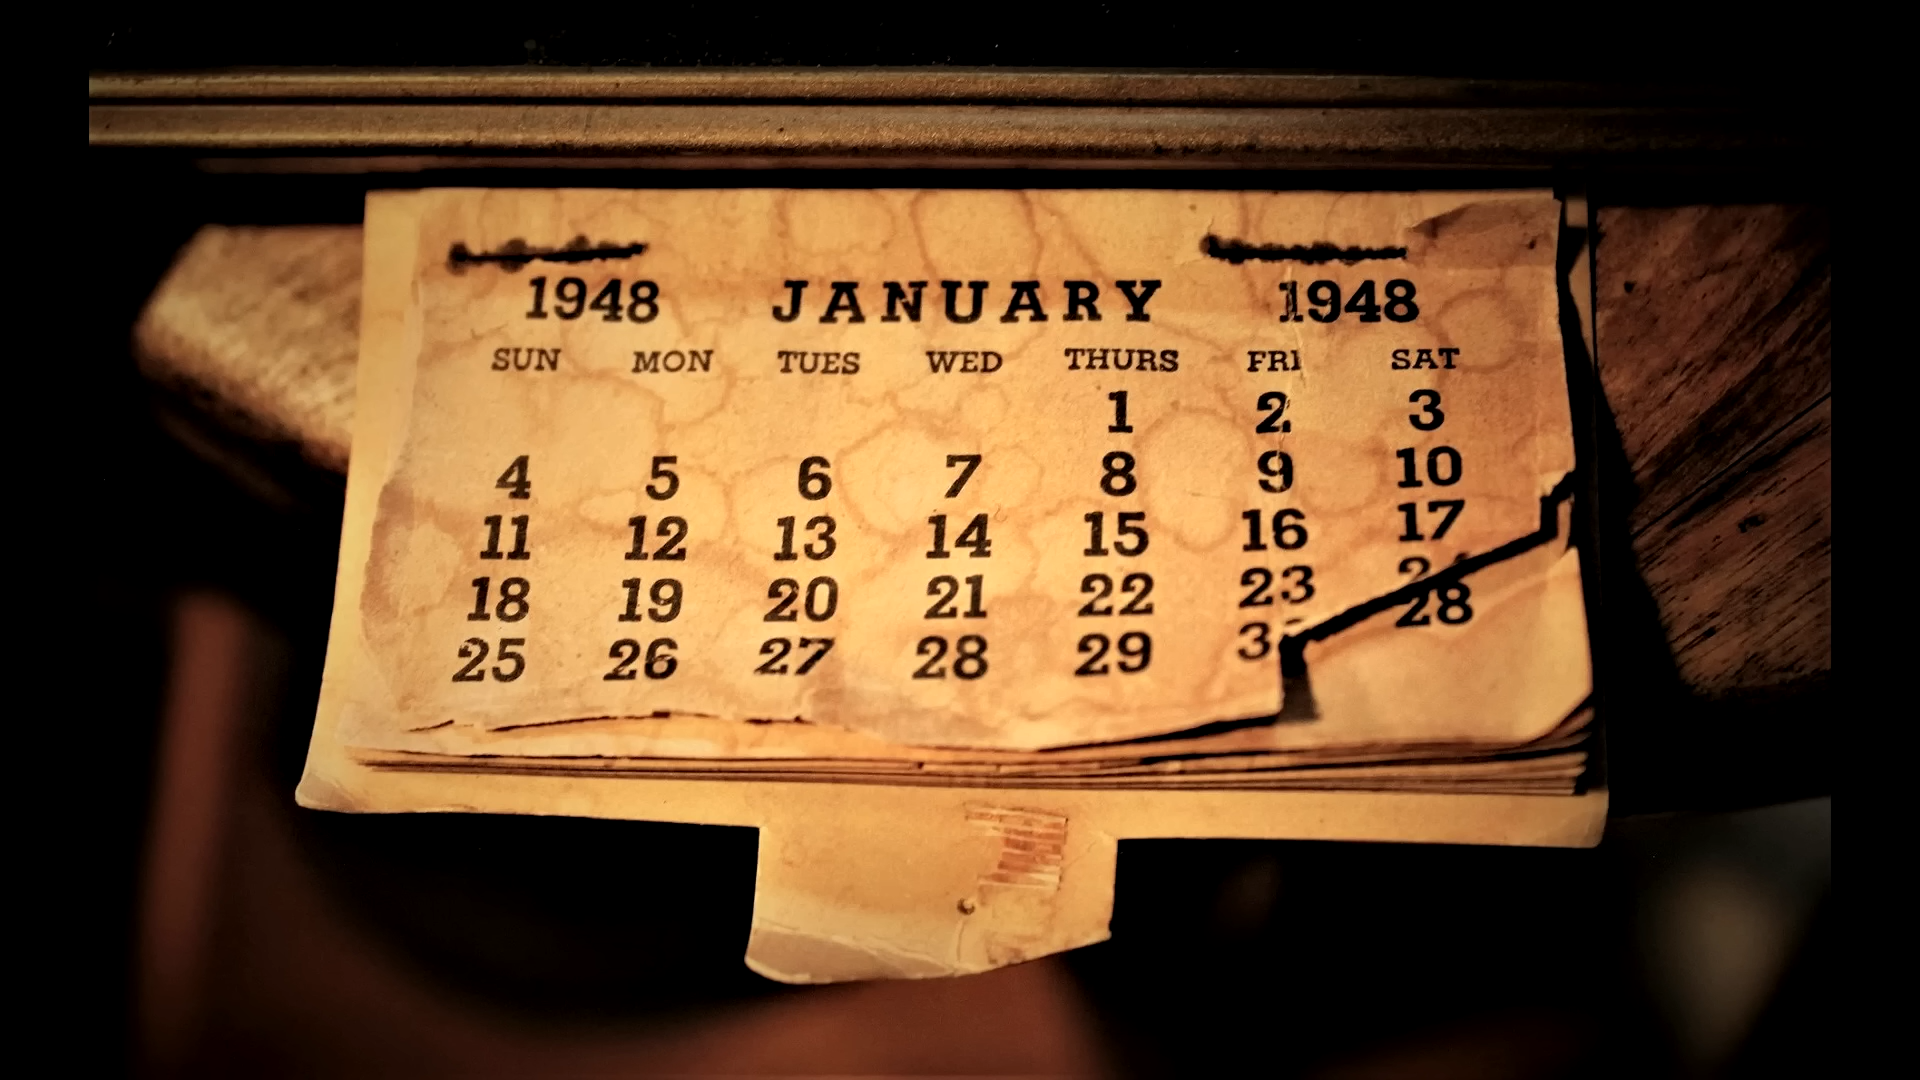 1948 JANUARY 1948
SUN MON TUES WED THURS FRI SAT
1 2 3
4 5 6 7 8 9 10
11 12 13 14 15 16 17
18 19 20 21 22 23
28
25 26 27 28 29